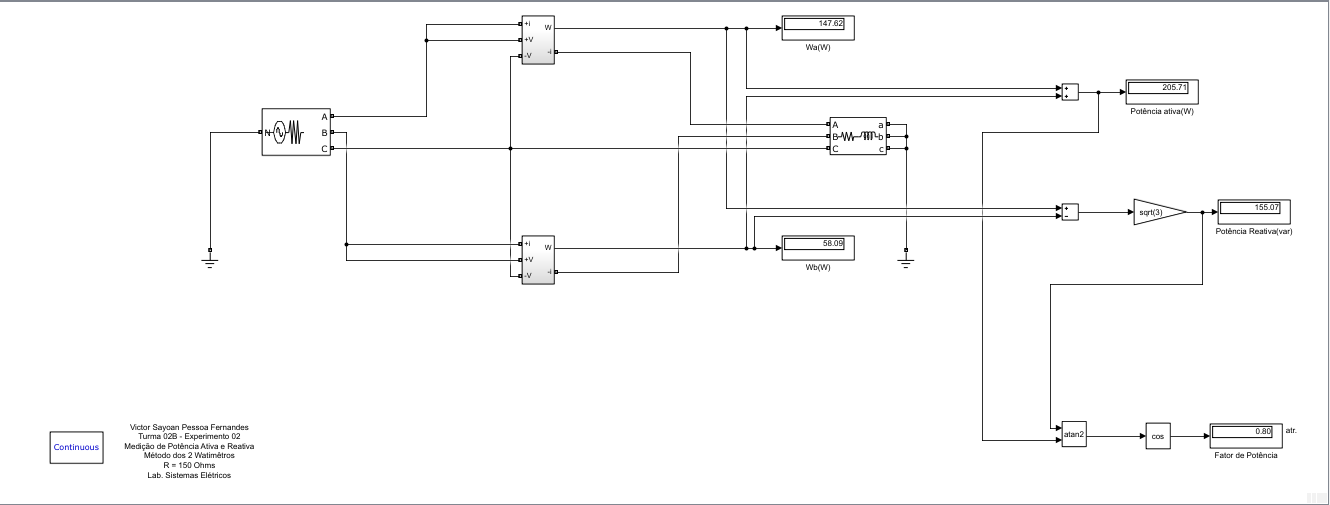 +i
+V
-V
W
-i
147.62
Wa(W)
+
+
205.71
Potência ativa(W)
N
A
B
C
A
B
C
a
b
c
+
−
sqrt(3)
155.07
Potência Reativa(var)
+i
+V
-V
W
-i
58.09
Wb(W)
Continuous
Victor Sayoan Pessoa Fernandes
Turma 02B - Experimento 02
Medição de Potência Ativa e Reativa
Método dos 2 Watimêtros
R = 150 Ohms
Lab. Sistemas Elétricos
atan2
cos
0.80
atr.
Fator de Potência